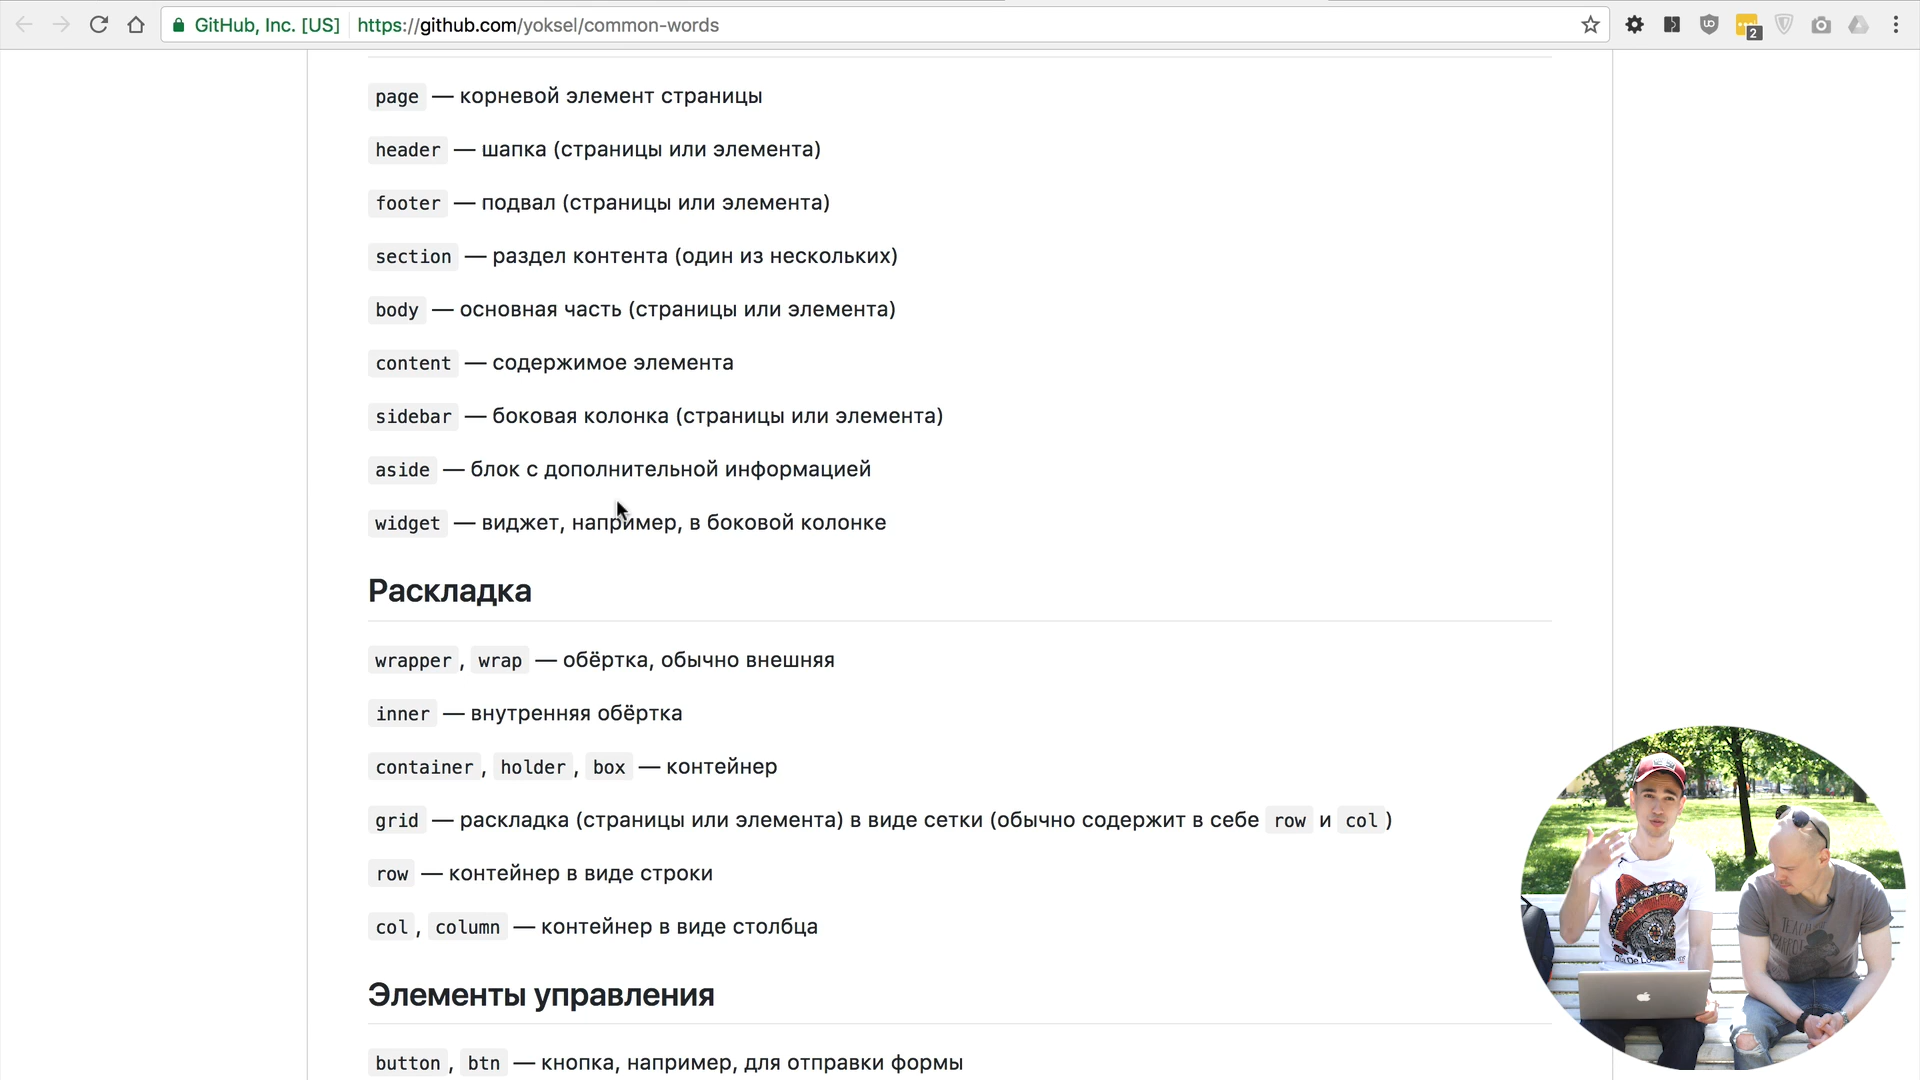 GitHub, Inc. [US] https://github.com/yoksel/common-words
2
page — корневой элемент страницы
header — шапка (страницы или элемента)
footer — подвал (страницы или элемента)
section — раздел контента (один из нескольких)
body — основная часть (страницы или элемента)
content — содержимое элемента
sidebar — боковая колонка (страницы или элемента)
aside — блок с дополнительной информацией
widget — виджет, например, в боковой колонке
Раскладка
wrapper, wrap — обёртка, обычно внешняя
inner — внутренняя обёртка
container, holder, box — контейнер
grid — раскладка (страницы или элемента) в виде сетки (обычно содержит в себе row и col)
row — контейнер в виде строки
col, column — контейнер в виде столбца
Элементы управления
button, btn — кнопка, например, для отправки формы